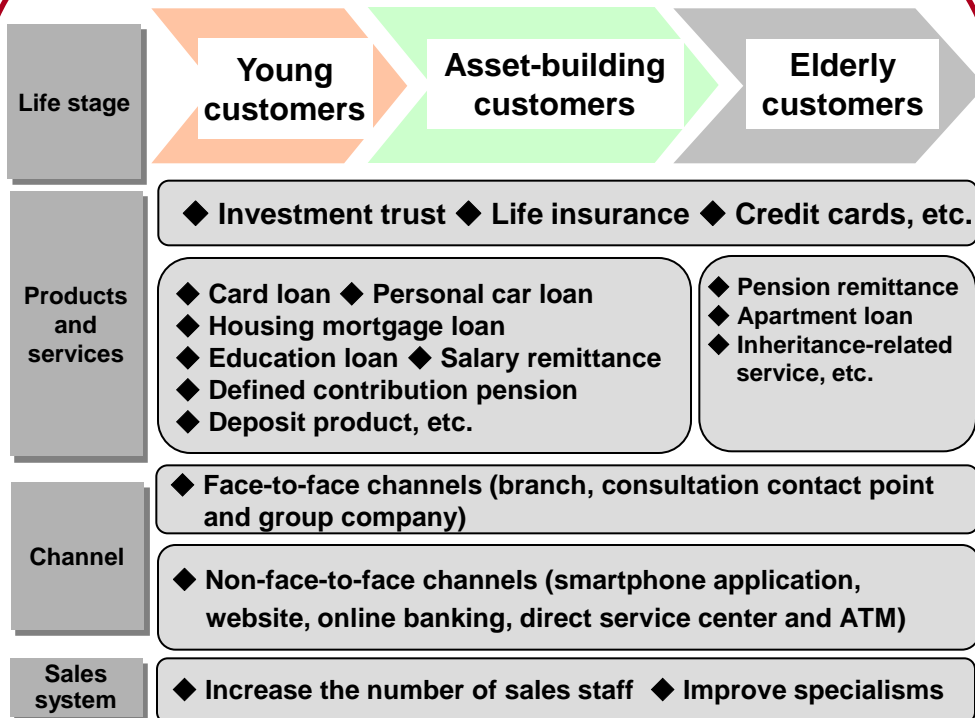 Life stage
Young
customers
Asset-building
customers
Elderly
customers
Products
and
services
◆ Investment trust ◆ Life insurance ◆ Credit cards, etc.
◆ Card loan ◆ Personal car loan
◆ Housing mortgage loan
◆ Education loan ◆ Salary remittance
◆ Defined contribution pension
◆ Deposit product, etc.
◆ Pension remittance
◆ Apartment loan
◆ Inheritance-related
service, etc.
Channel
◆ Face-to-face channels (branch, consultation contact point
and group company)
◆ Non-face-to-face channels (smartphone application,
website, online banking, direct service center and ATM)
Sales
system
◆ Increase the number of sales staff ◆ Improve specialisms